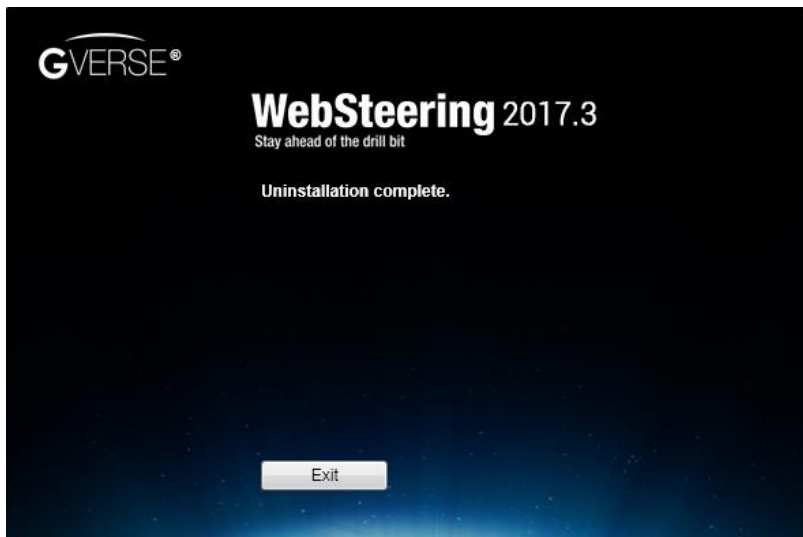 GVERSE®
WebSteering 2017.3
Stay ahead of the drill bit
Uninstallation complete.
Exit